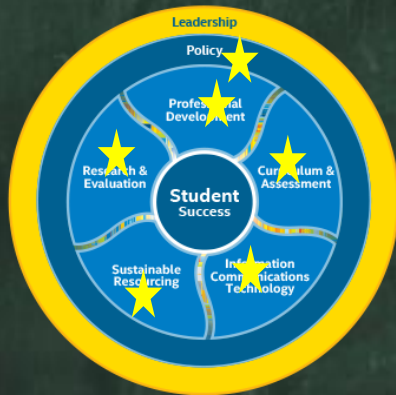 Leadership
Policy
Professional
Development
Research &
Evaluation
Curriculum &
Assessment
Student
Success
Sustainable
Resourcing
Information
Communications
Technology